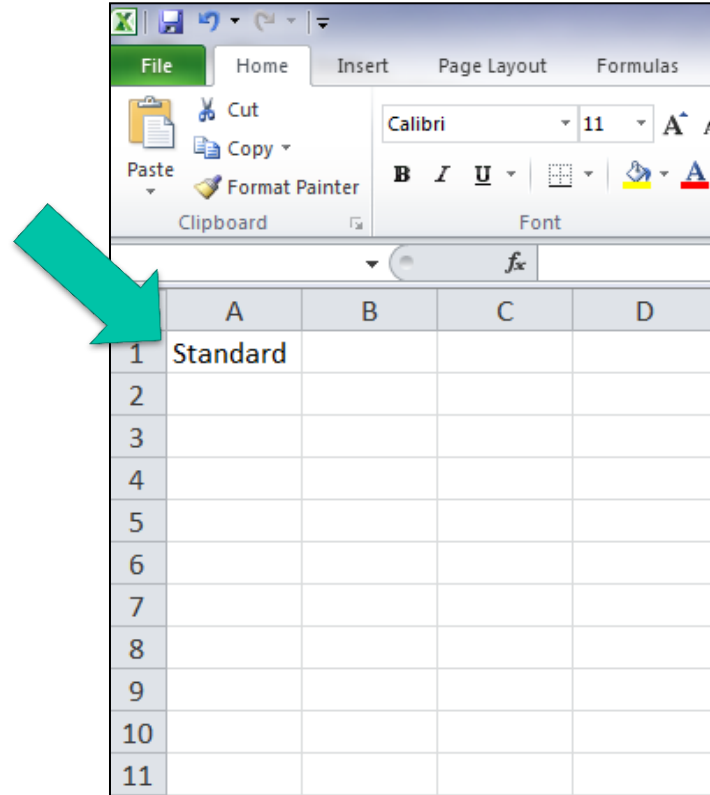 File Home Insert Page Layout Formulas
Cut
Calibri 11 A A
Copy
Paste
B I U A
Format Painter
Clipboard Font
fx
A B C D
1 Standard
2
3
4
5
6
7
8
9
10
11